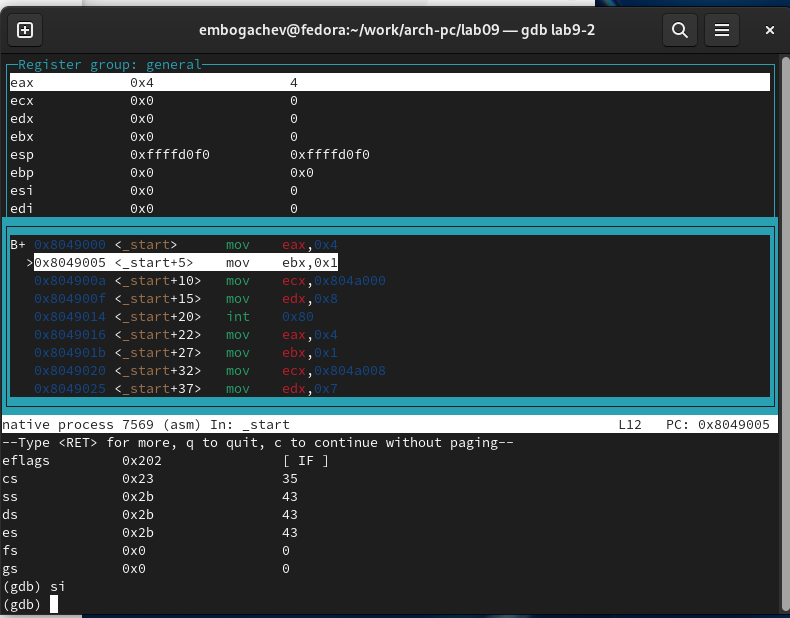 embogachev@fedora:~/work/arch-pc/lab09 — gdb lab9-2
Register group: general
eax 0x4 4
ecx 0x0 0
edx 0x0 0
ebx 0x0 0
esp 0xffffd0f0 0xffffd0f0
ebp 0x0 0x0
esi 0x0 0
edi 0x0 0
B+ 0x8049000 <_start> mov eax,0x4
>0x8049005 <_start+5> mov ebx,0x1
0x804900a <_start+10> mov ecx,0x804a000
0x804900f <_start+15> mov edx,0x8
0x8049014 <_start+20> int 0x80
0x8049016 <_start+22> mov eax,0x4
0x804901b <_start+27> mov ebx,0x1
0x8049020 <_start+32> mov ecx,0x804a008
0x8049025 <_start+37> mov edx,0x7
native process 7569 (asm) In: _start L12 PC: 0x8049005
--Type <RET> for more, q to quit, c to continue without paging--
eflags 0x202 [ IF ]
cs 0x23 35
ss 0x2b 43
ds 0x2b 43
es 0x2b 43
fs 0x0 0
gs 0x0 0
(gdb) si
(gdb)